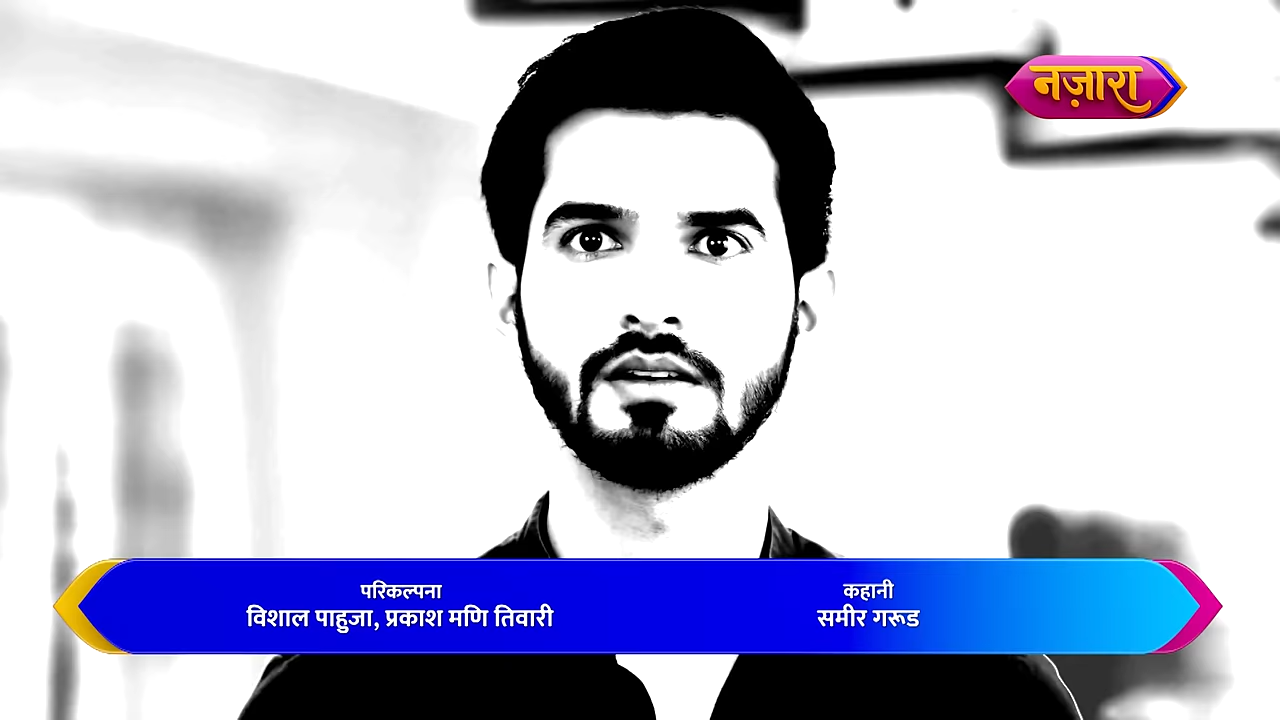 नज़ारा
परिकल्पना
विशाल पाहुजा, प्रकाश मणि तिवारी
कहानी
समीर गरूड